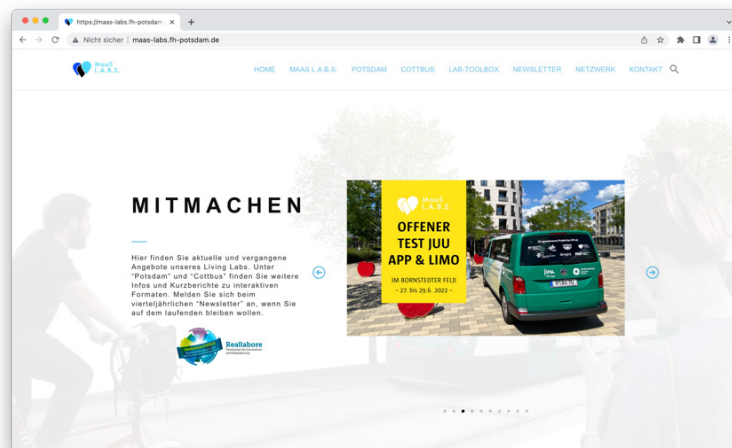 https://maas-labs.fh-potsdam.
Nicht sicher | maas-labs.fh-potsdam.de
MaaS
L.A.B.S.
HOME
MAAS L.A.B.S.
POTSDAM
COTTBUS
LAB-TOOLBOX
NEWSLETTER
NETZWERK
KONTAKT
MITMACHEN
Hier finden Sie aktuelle und vergangene
Angebote unseres Living Labs. Unter
"Potsdam" und "Cottbus" finden Sie weitere
Infos und Kurzberichte zu interaktiven
Formaten. Melden Sie sich beim
vierteljährlichen "Newsletter" an, wenn Sie
auf dem laufenden bleiben wollen.
Reallabore
MaaS
L.A.B.S.
OFFENER
TEST JUU
APP & LIMO
IM BORNSTEDTER FELD
– 27. bis 29.6. 2022 –